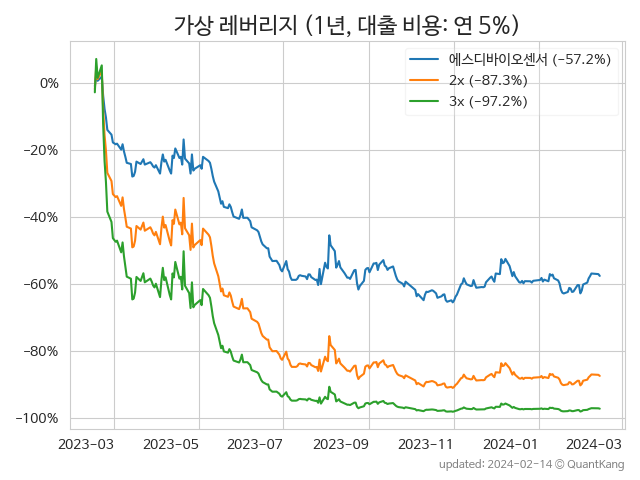 가상 레버리지 (1년, 대출 비용: 연 5%)
에스디바이오센서 (−57.2%)
2x (−87.3%)
3x (−97.2%)
0%
−20%
−40%
−60%
−80%
−100%
2023-03 2023-05 2023-07 2023-09 2023-11 2024-01 2024-03
updated: 2024-02-14 © QuantKang